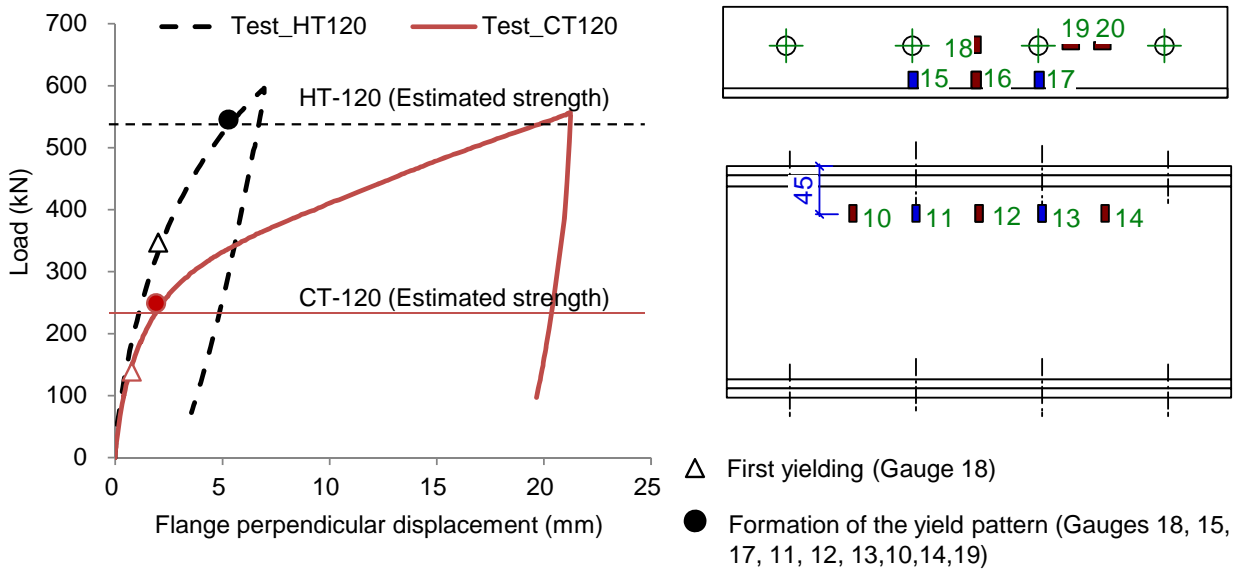 700
600
500
400
300
200
100
0
Load (kN)
Test_HT120
Test_CT120
HT-120 (Estimated strength)
CT-120 (Estimated strength)
0 5 10 15 20 25
Flange perpendicular displacement (mm)
18 19 20
15 16 17
45
10 11 12 13 14
First yielding (Gauge 18)
Formation of the yield pattern (Gauges 18, 15,
17, 11, 12, 13,10,14,19)